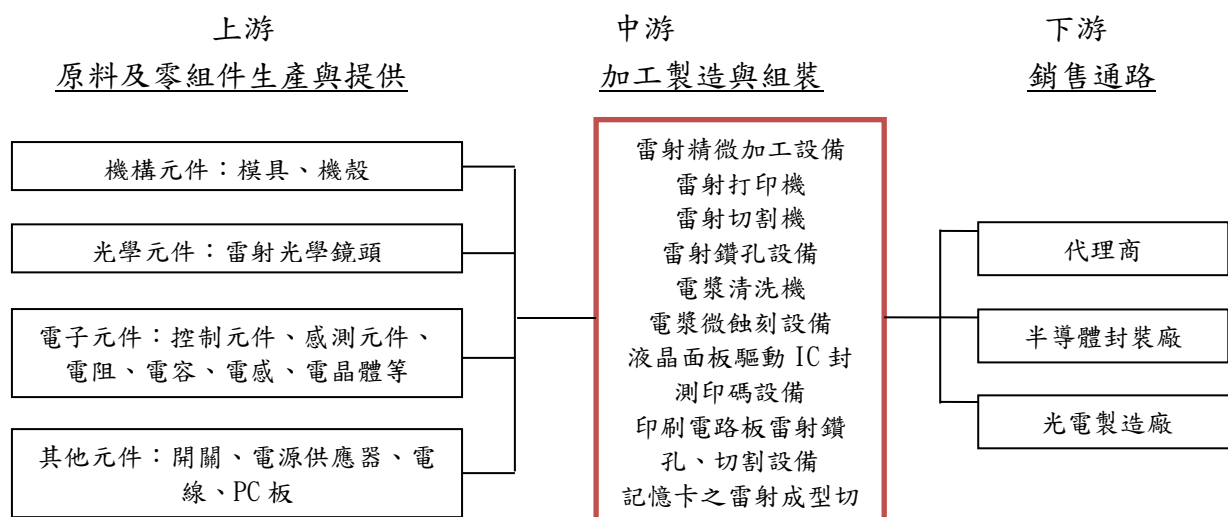 上游
原料及零組件生產與提供
機構元件：模具、機殼
光學元件：雷射光學鏡頭
電子元件：控制元件、感測元件、
電阻、電容、電感、電晶體等
其他元件：開關、電源供應器、電
線、PC 板
中游
加工製造與組裝
雷射精微加工設備
雷射打印機
雷射切割機
雷射鑽孔設備
電漿清洗機
電漿微蝕刻設備
液晶面板驅動 IC 封
測印碼設備
印刷電路板雷射鑽
孔、切割設備
記憶卡之雷射成型切
下游
銷售通路
代理商
半導體封裝廠
光電製造廠